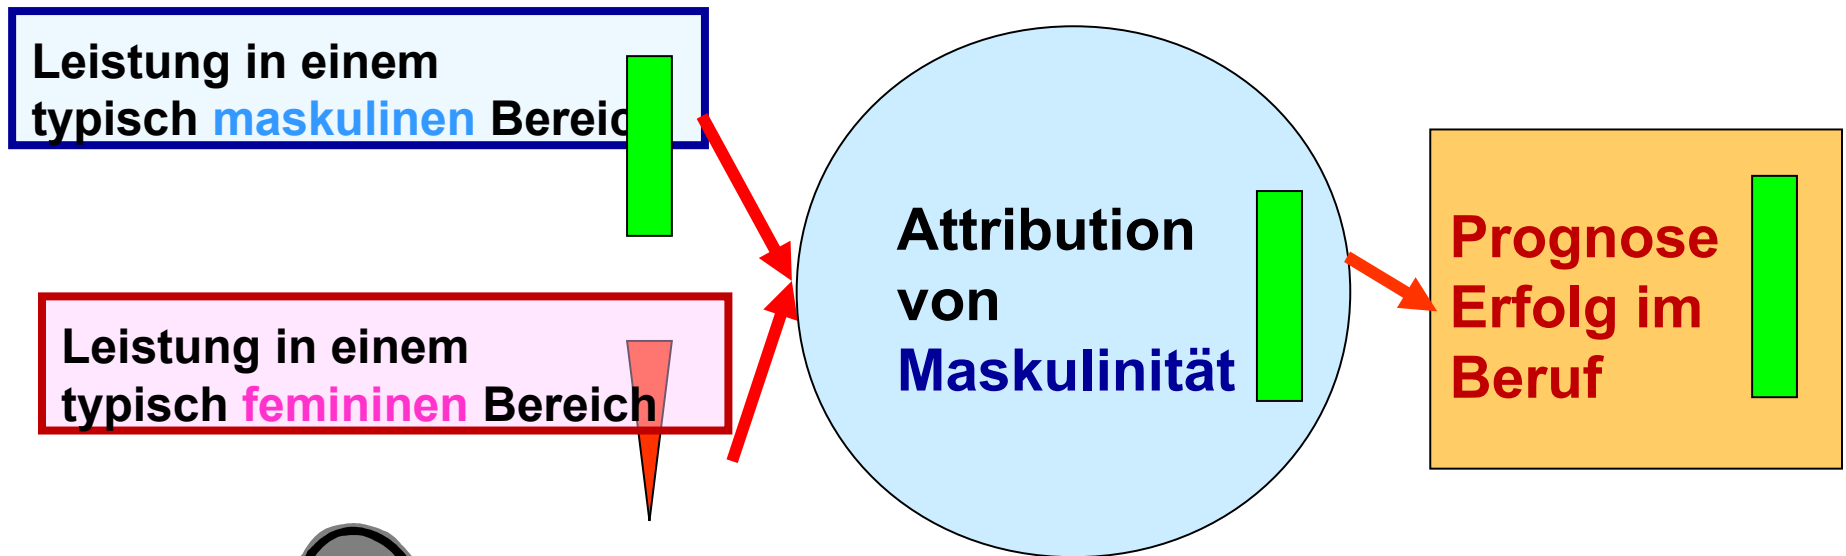 Leistung in einem
typisch maskulinen Bereic
Leistung in einem
typisch femininen Bereich
Attribution
von
Maskulinität
Prognose
Erfolg im
Beruf